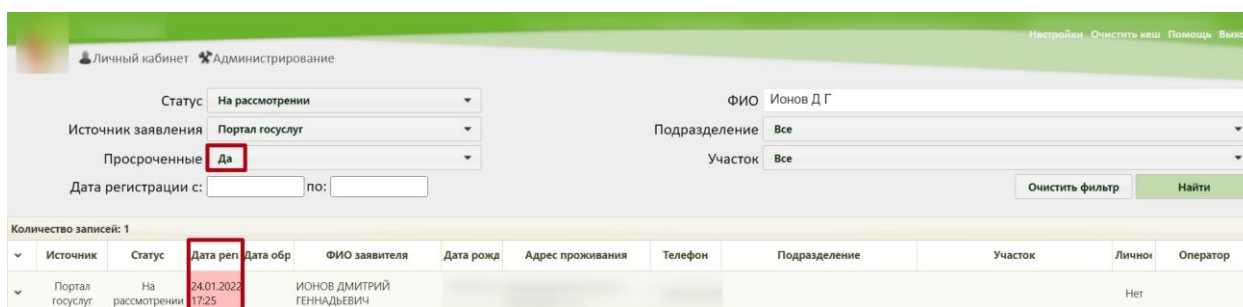 Настройки Очистить кеш Помощь Выхо
Личный кабинет Администрирование
Статус На рассмотрении ФИО Ионов Д Г
Источник заявления Портал госуслуг Подразделение Все
Просроченные Да Участок Все
Дата регистрации с: по: Очистить фильтр Найти
Количество записей: 1
Источник Статус Дата реги Дата обр ФИО заявителя Дата рожд Адрес проживания Телефон Подразделение Участок Личное Оператор
Портал На 24.01.2022 ИОНОВ ДМИТРИЙ Нет
госуслуг рассмотрении 17:25 ГЕННАДЬЕВИЧ